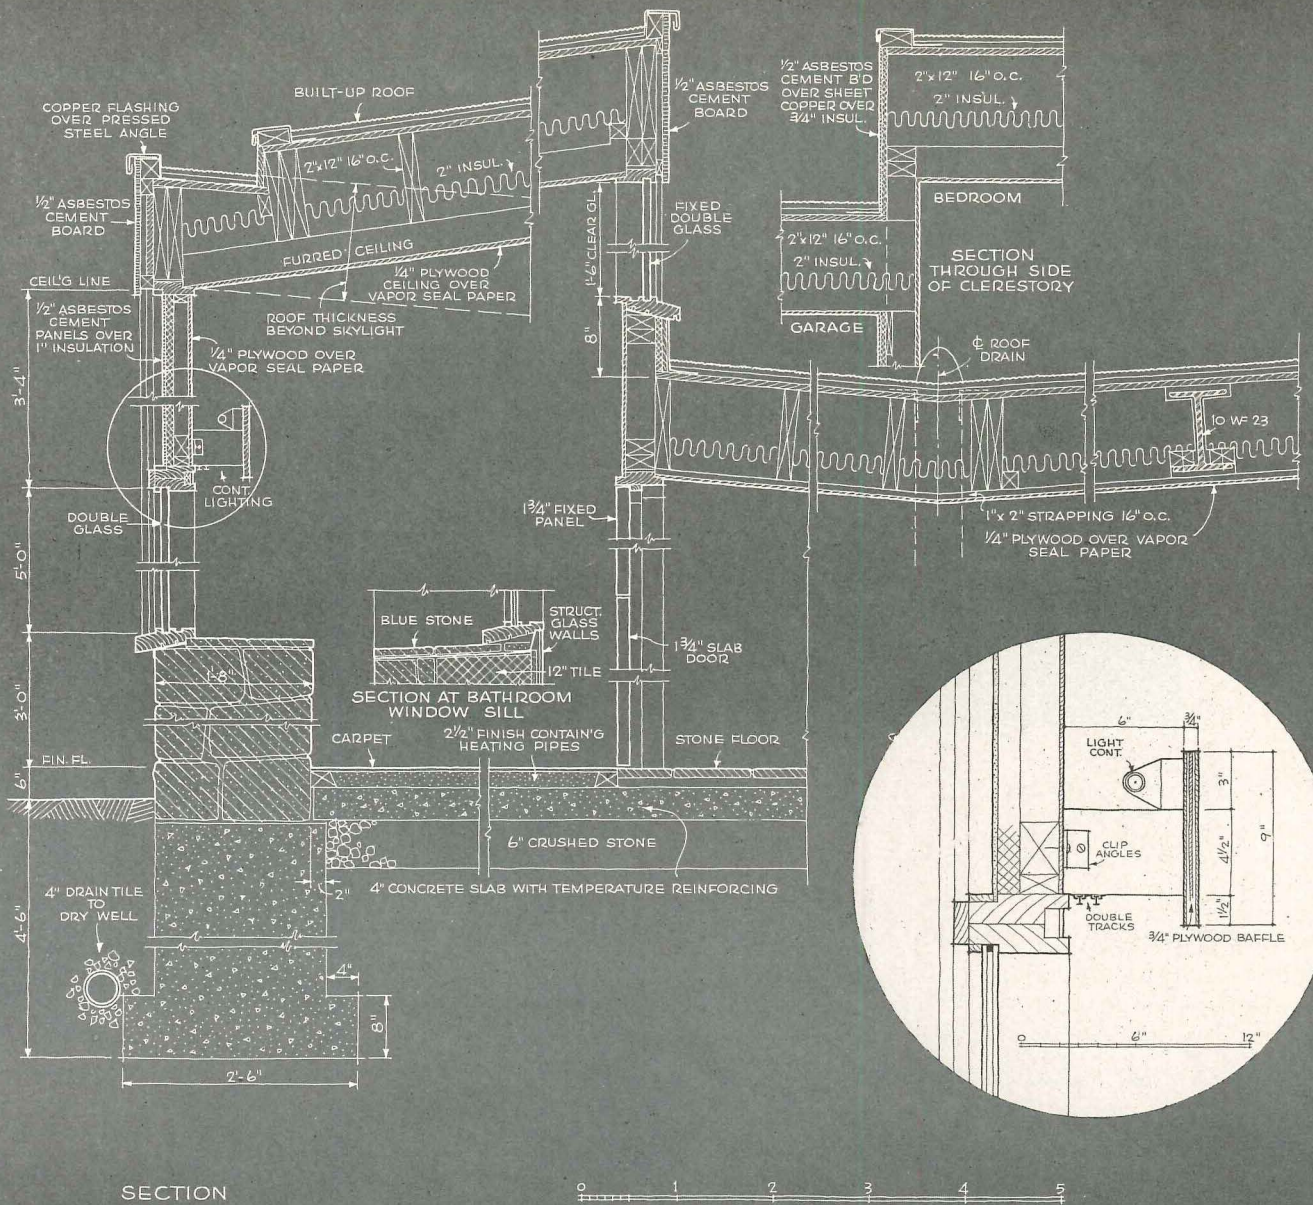 COPPER FLASHING
OVER PRESSED
STEEL ANGLE
BUILT-UP ROOF
2"x12" 16" O.C.
2" INSUL.
1/2" ASBESTOS
CEMENT
BOARD
FURRED CEILING
1/4" PLYWOOD
CEILING OVER
VAPOR SEAL PAPER
CEIL'G LINE
ROOF THICKNESS
BEYOND SKYLIGHT
1/2" ASBESTOS
CEMENT
PANELS OVER
1" INSULATION
1/4" PLYWOOD OVER
VAPOR SEAL PAPER
3'-4"
CONT.
LIGHTING
DOUBLE
GLASS
5'-0"
1/2" ASBESTOS
CEMENT
BOARD
FIXED
DOUBLE
GLASS
1'-6" CLEAR GL.
8"
1/2" ASBESTOS
CEMENT B'D
OVER SHEET
COPPER OVER
3/4" INSUL.
2"x12" 16" O.C.
2" INSUL.
BEDROOM
2"x12" 16" O.C.
2" INSUL.
GARAGE
SECTION
THROUGH SIDE
OF CLERESTORY
℄ ROOF
DRAIN
10 WF 23
1"x 2" STRAPPING 16" O.C.
1/4" PLYWOOD OVER VAPOR
SEAL PAPER
1 3/4" FIXED
PANEL
1 3/4" SLAB
DOOR
BLUE STONE
STRUCT.
GLASS
WALLS
12" TILE
SECTION AT BATHROOM
WINDOW SILL
1'-8"
3'-0"
FIN. FL.
6"
CARPET
2 1/2" FINISH CONTAIN'G
HEATING PIPES
STONE FLOOR
6" CRUSHED STONE
4" CONCRETE SLAB WITH TEMPERATURE REINFORCING
2"
4" DRAIN TILE
TO
DRY WELL
4'-6"
4"
8"
2'-6"
6"
3/4"
LIGHT
CONT.
3"
9"
4 1/2"
CLIP
ANGLES
1 1/2"
DOUBLE
TRACKS
3/4" PLYWOOD BAFFLE
0 6" 12"
SECTION
0 1 2 3 4 5